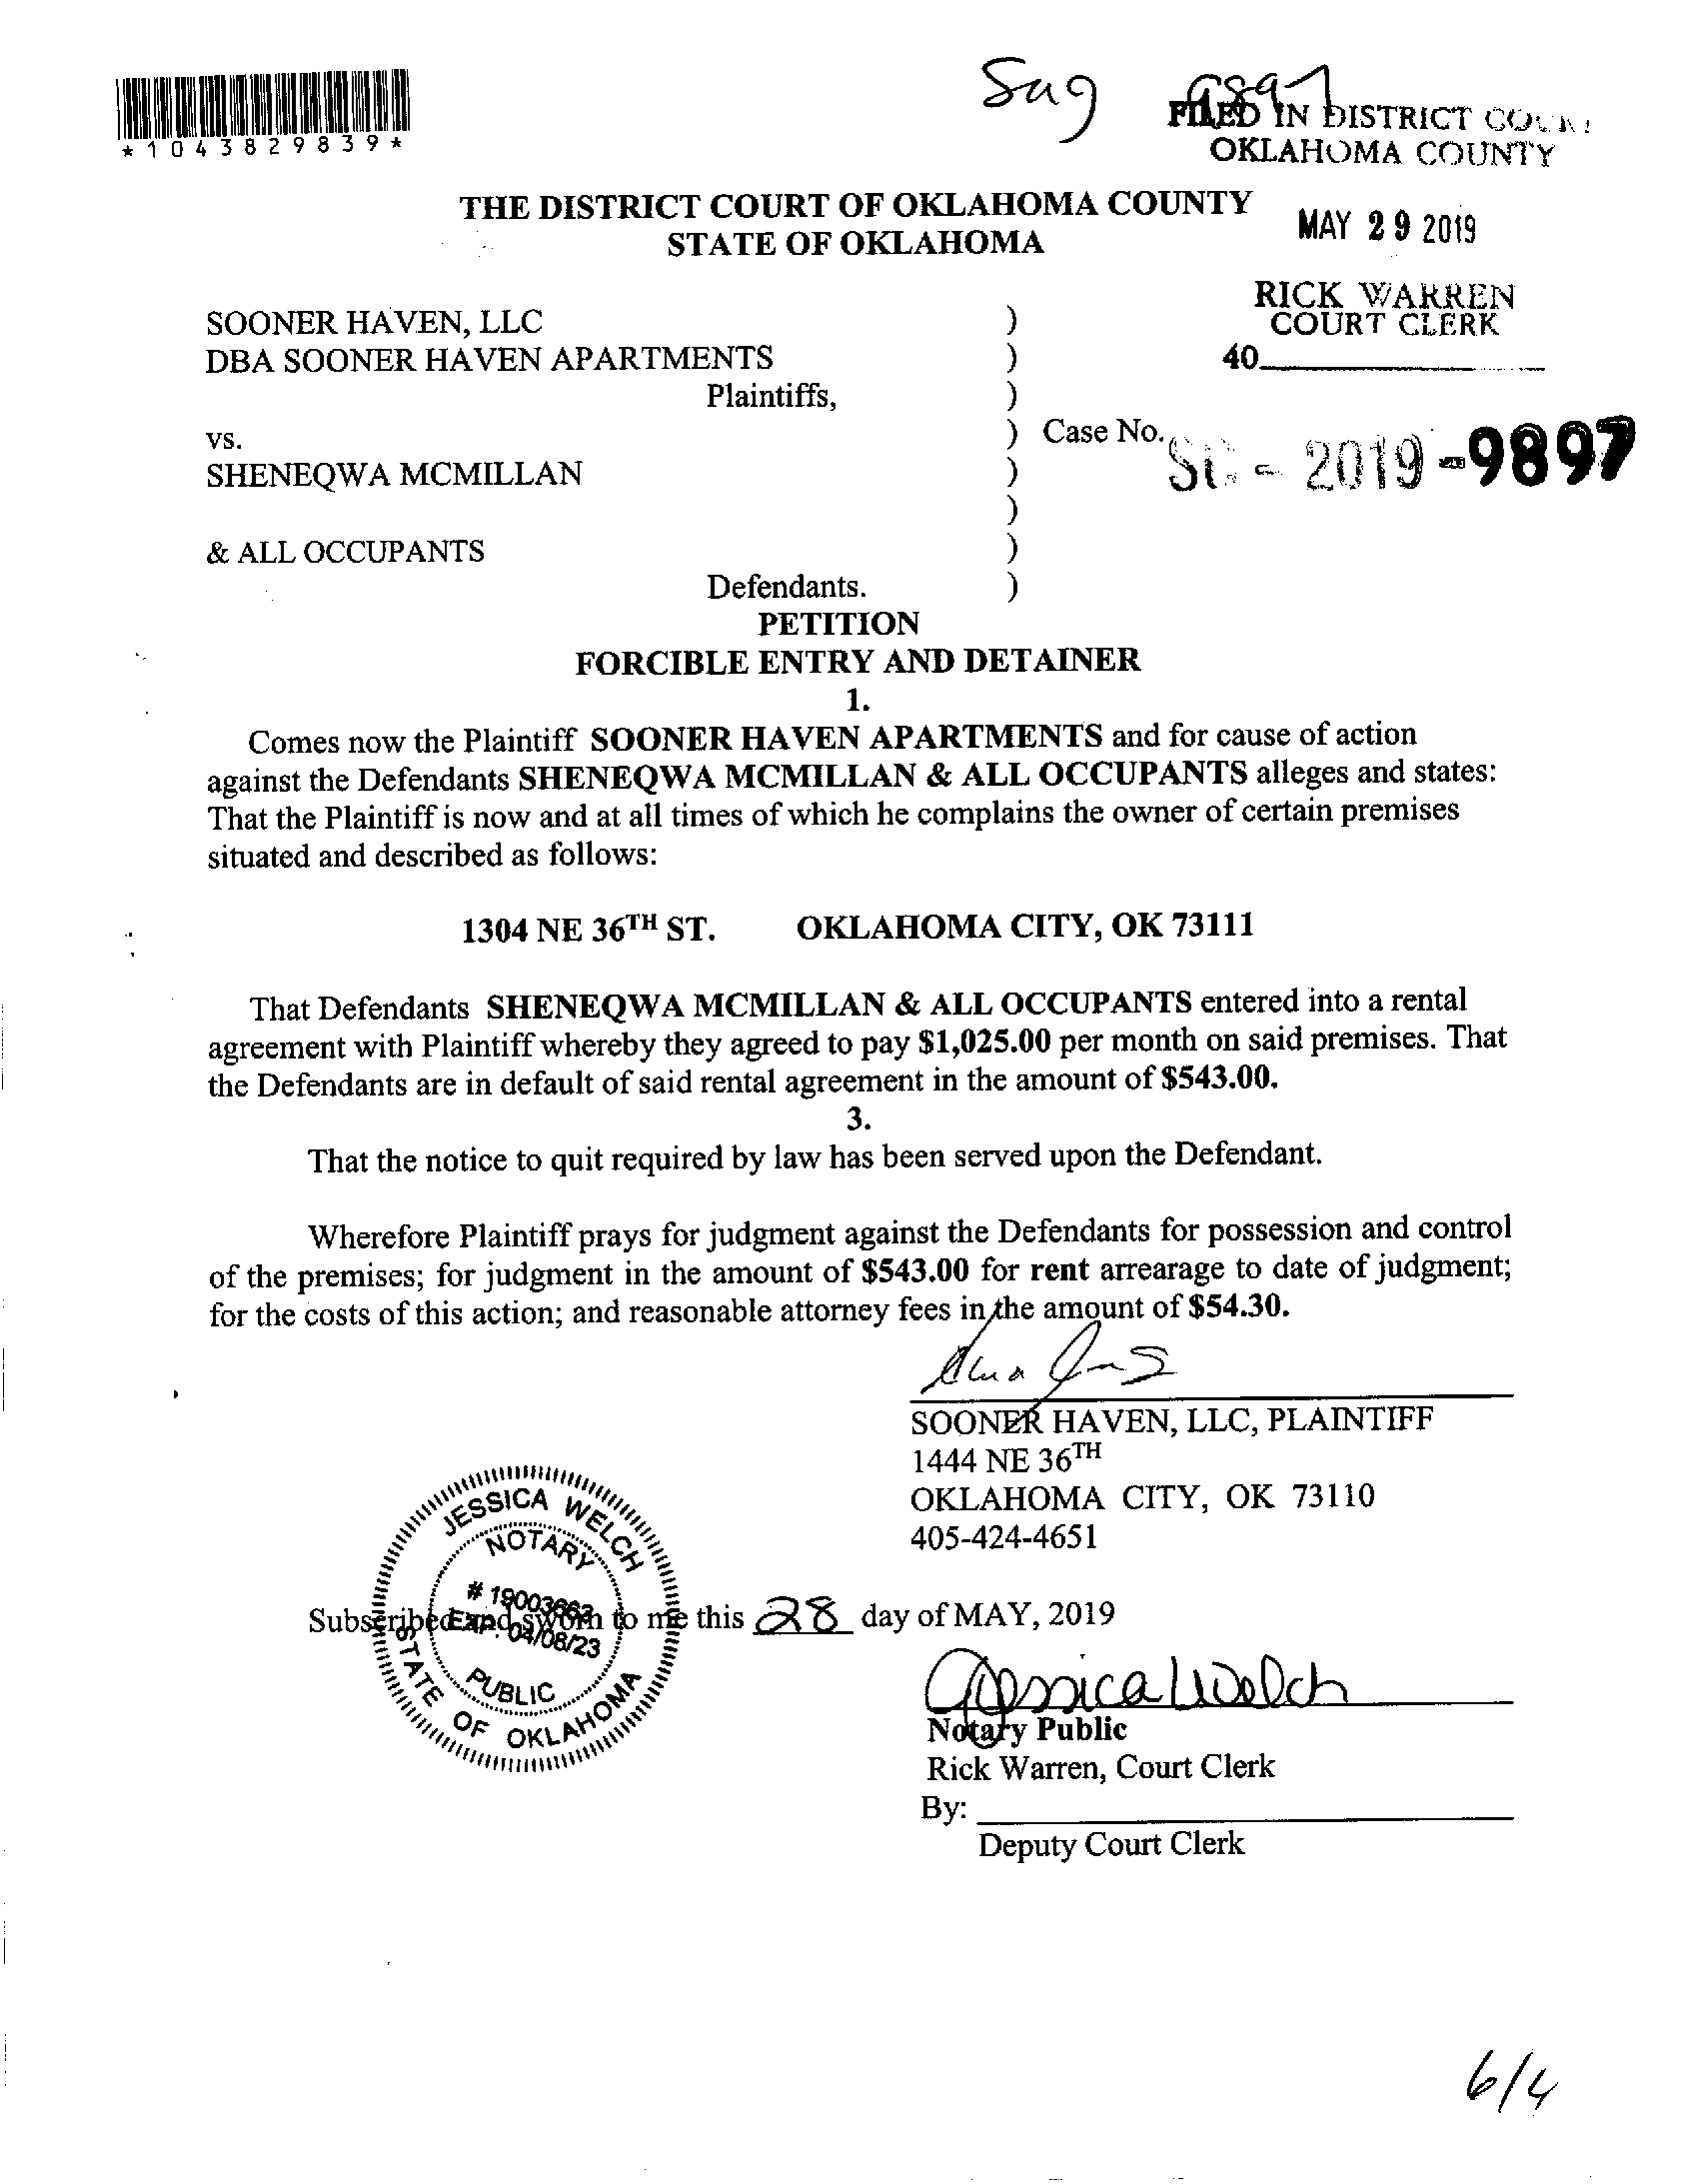 *1043829839*
FILED IN DISTRICT COURT
OKLAHOMA COUNTY
THE DISTRICT COURT OF OKLAHOMA COUNTY
STATE OF OKLAHOMA
MAY 29 2019
RICK WARREN
COURT CLERK
40
SOONER HAVEN, LLC )
DBA SOONER HAVEN APARTMENTS )
Plaintiffs, )
vs. ) Case No. SC - 2019 -9897
SHENEQWA MCMILLAN )
)
& ALL OCCUPANTS )
Defendants. )
PETITION
FORCIBLE ENTRY AND DETAINER
1.
Comes now the Plaintiff SOONER HAVEN APARTMENTS and for cause of action
against the Defendants SHENEQWA MCMILLAN & ALL OCCUPANTS alleges and states:
That the Plaintiff is now and at all times of which he complains the owner of certain premises
situated and described as follows:
1304 NE 36TH ST. OKLAHOMA CITY, OK 73111
That Defendants SHENEQWA MCMILLAN & ALL OCCUPANTS entered into a rental
agreement with Plaintiff whereby they agreed to pay $1,025.00 per month on said premises. That
the Defendants are in default of said rental agreement in the amount of $543.00.
3.
That the notice to quit required by law has been served upon the Defendant.
Wherefore Plaintiff prays for judgment against the Defendants for possession and control
of the premises; for judgment in the amount of $543.00 for rent arrearage to date of judgment;
for the costs of this action; and reasonable attorney fees in the amount of $54.30.
SOONER HAVEN, LLC, PLAINTIFF
1444 NE 36TH
OKLAHOMA CITY, OK 73110
405-424-4651
JESSICA WELCH
NOTARY
# 19003662
EXP. 04/08/23
PUBLIC
STATE OF OKLAHOMA
Subscribed and sworn to me this 28 day of MAY, 2019
Jessica Welch
Notary Public
Rick Warren, Court Clerk
By:
Deputy Court Clerk
6/4